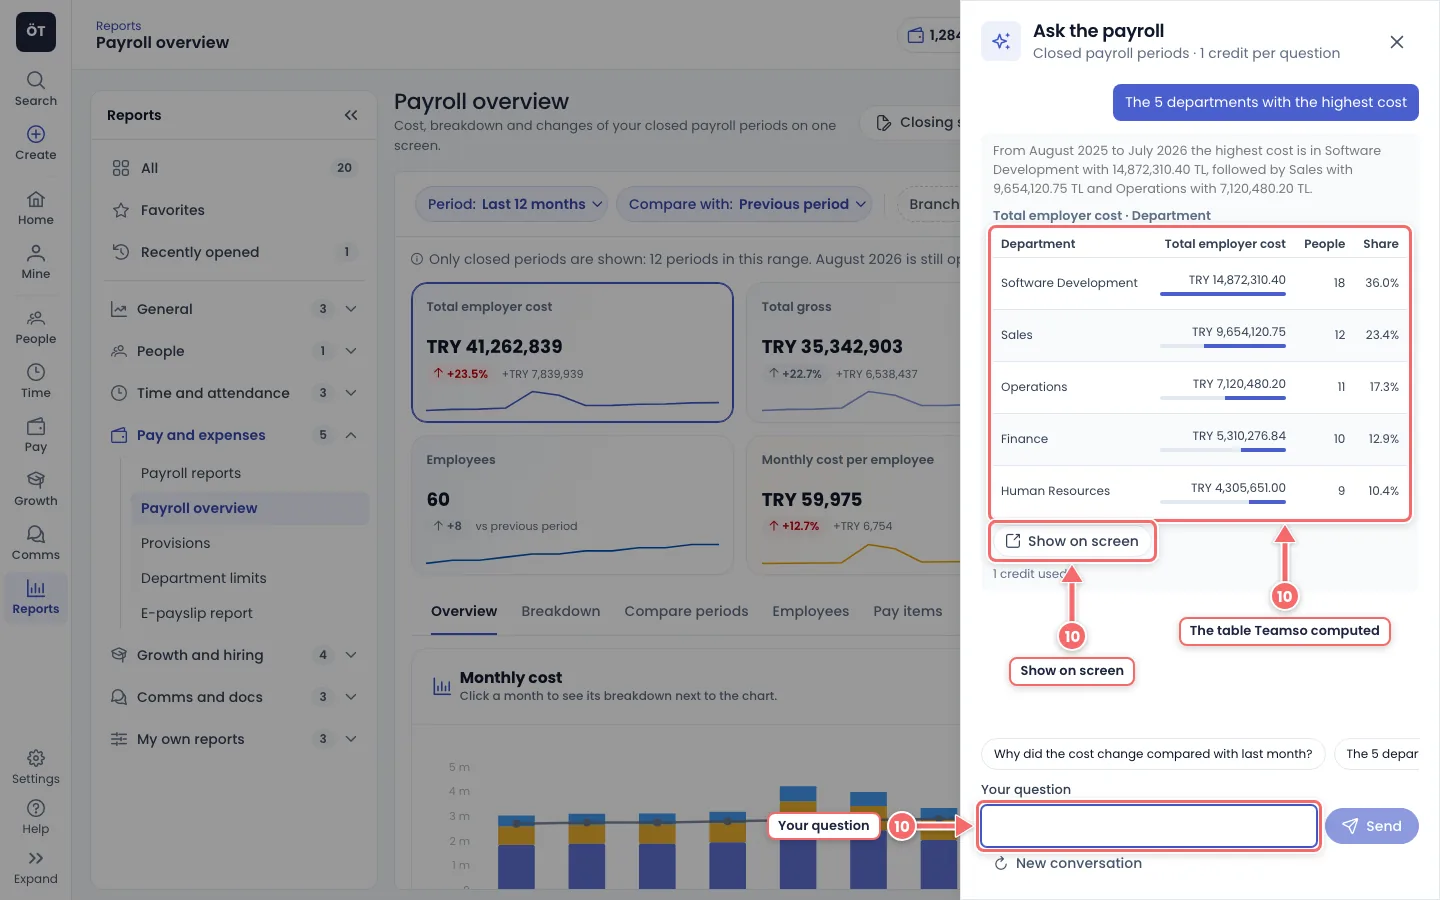 ÖT
Search
Create
Home
Mine
People
Time
Pay
Growth
Comms
Reports
Settings
Help
Expand
Reports
Payroll overview
1,284
Reports
All 20
Favorites
Recently opened 1
General 3
People 1
Time and attendance 3
Pay and expenses 5
Payroll reports
Payroll overview
Provisions
Department limits
E-payslip report
Growth and hiring 4
Comms and docs 3
My own reports 3
Payroll overview
Cost, breakdown and changes of your closed payroll periods on one
screen.
Closing s
Period: Last 12 months
Compare with: Previous period
Branch
Only closed periods are shown: 12 periods in this range. August 2026 is still op
Total employer cost
TRY 41,262,839
+23.5% +TRY 7,839,939
Total gross
TRY 35,342,903
+22.7% +TRY 6,538,437
Employees
60
+8 vs previous period
Monthly cost per employee
TRY 59,975
+12.7% +TRY 6,754
Overview Breakdown Compare periods Employees Pay items
Monthly cost
Click a month to see its breakdown next to the chart.
5 m
4 m
3 m
2 m
1 m
Ask the payroll
Closed payroll periods · 1 credit per question
The 5 departments with the highest cost
From August 2025 to July 2026 the highest cost is in Software
Development with 14,872,310.40 TL, followed by Sales with
9,654,120.75 TL and Operations with 7,120,480.20 TL.
Total employer cost · Department
Department Total employer cost People Share
Software Development TRY 14,872,310.40 18 36.0%
Sales TRY 9,654,120.75 12 23.4%
Operations TRY 7,120,480.20 11 17.3%
Finance TRY 5,310,276.84 10 12.9%
Human Resources TRY 4,305,651.00 9 10.4%
Show on screen
1 credit used
10
The table Teamso computed
10
Show on screen
Why did the cost change compared with last month?
The 5 depar
Your question
Your question
10
Send
New conversation